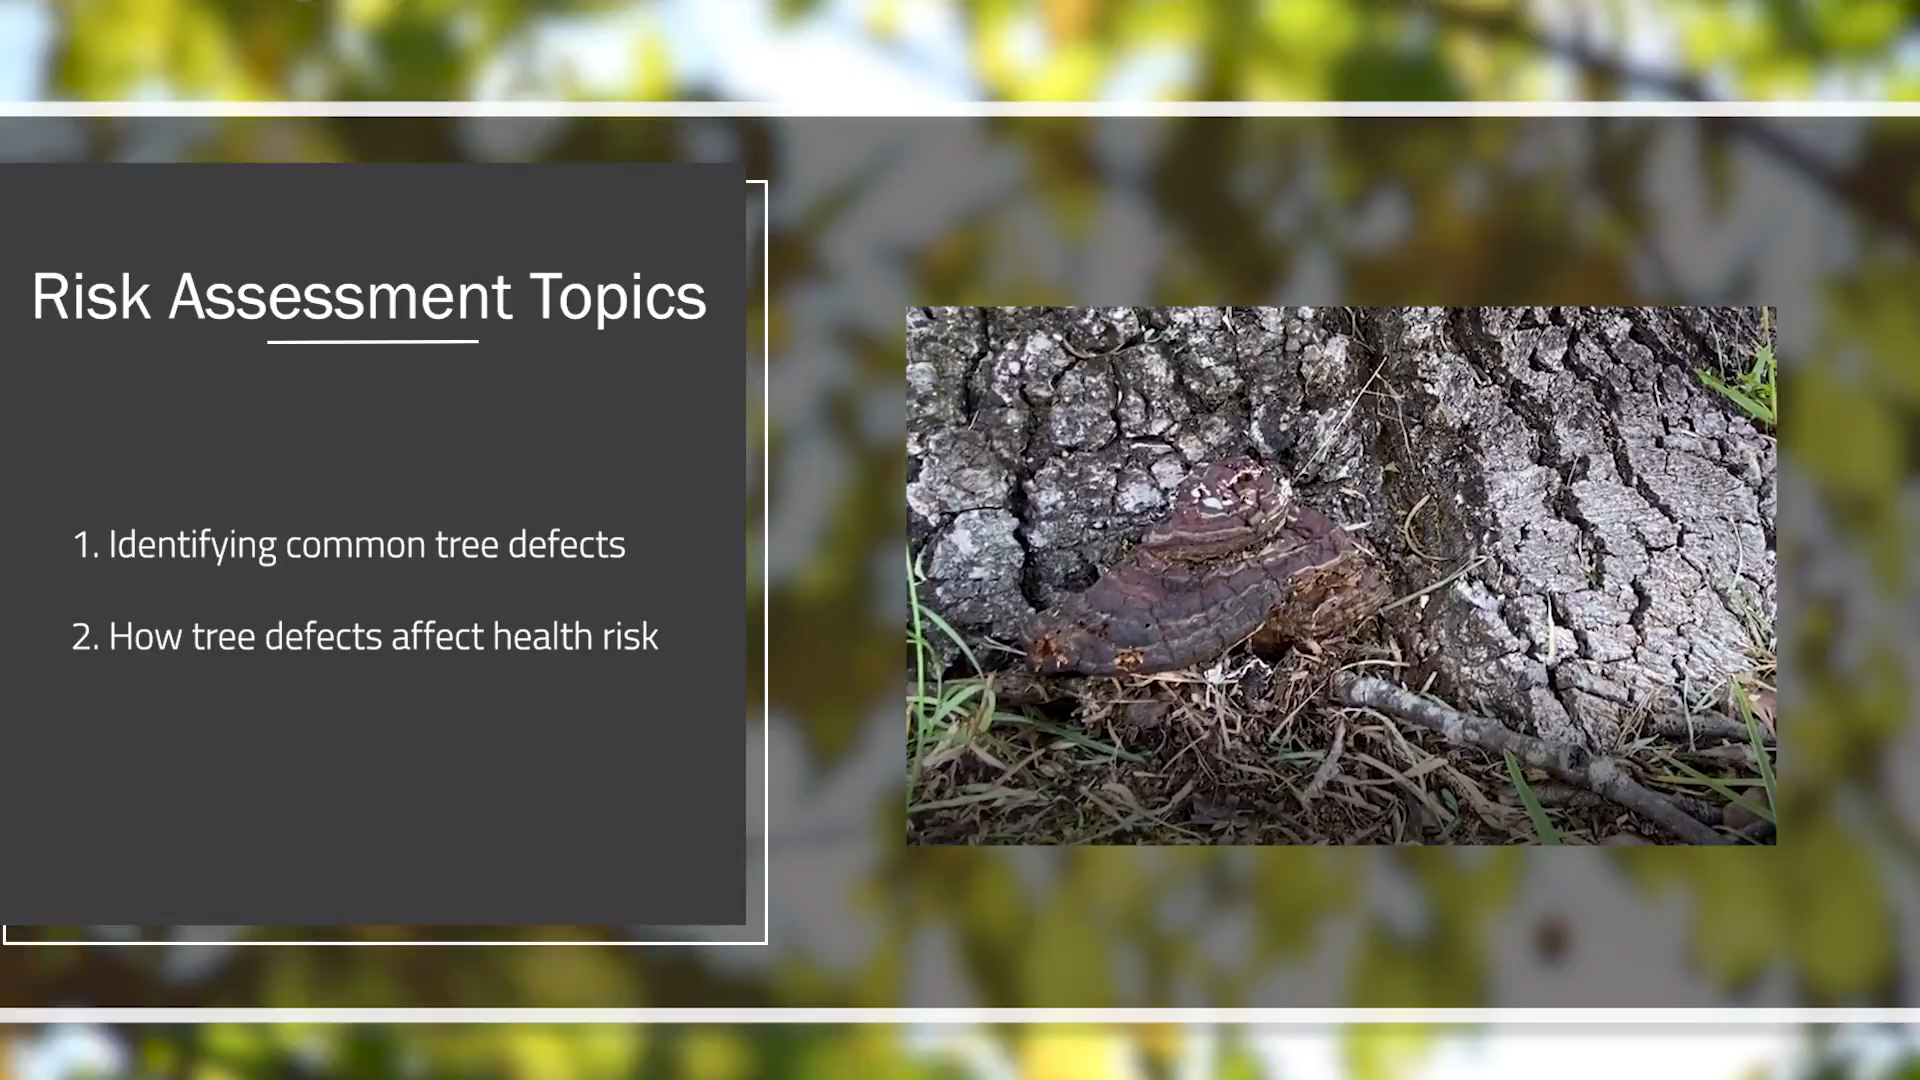 Risk Assessment Topics
1. Identifying common tree defects
2. How tree defects affect health risk